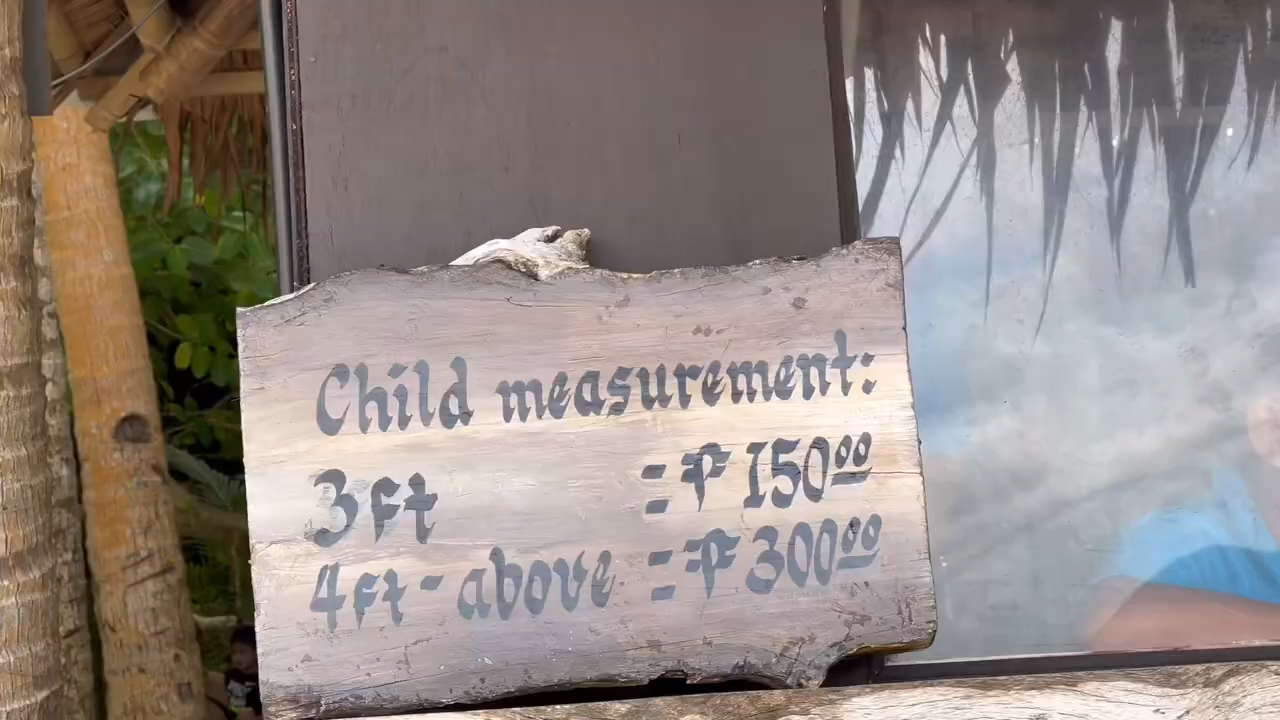 Child measurement:
3ft = ₱ 150⁰⁰
4ft - above = ₱ 300⁰⁰